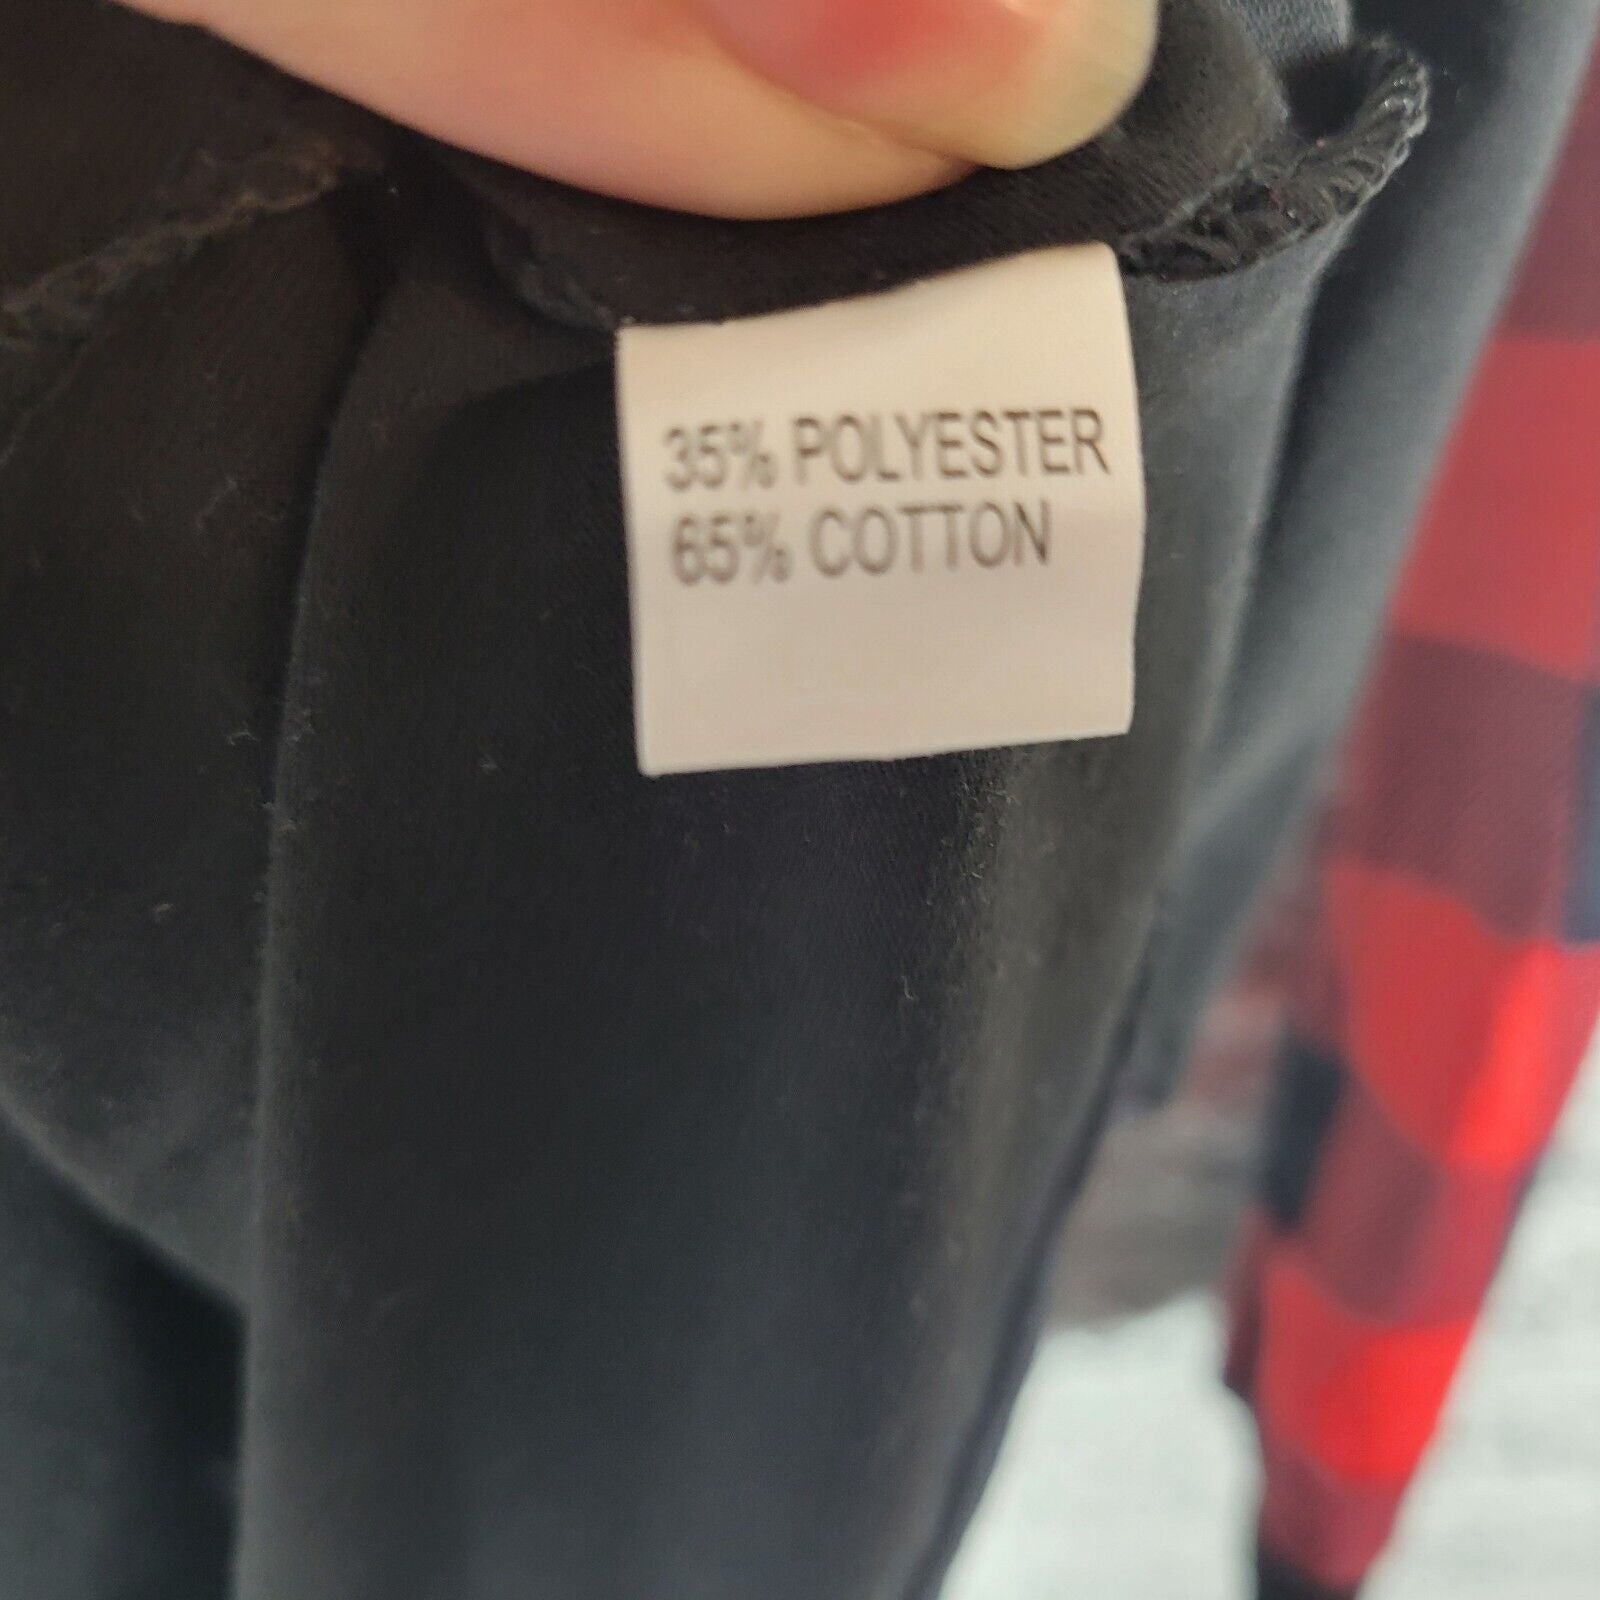 35% POLYESTER
65% COTTON